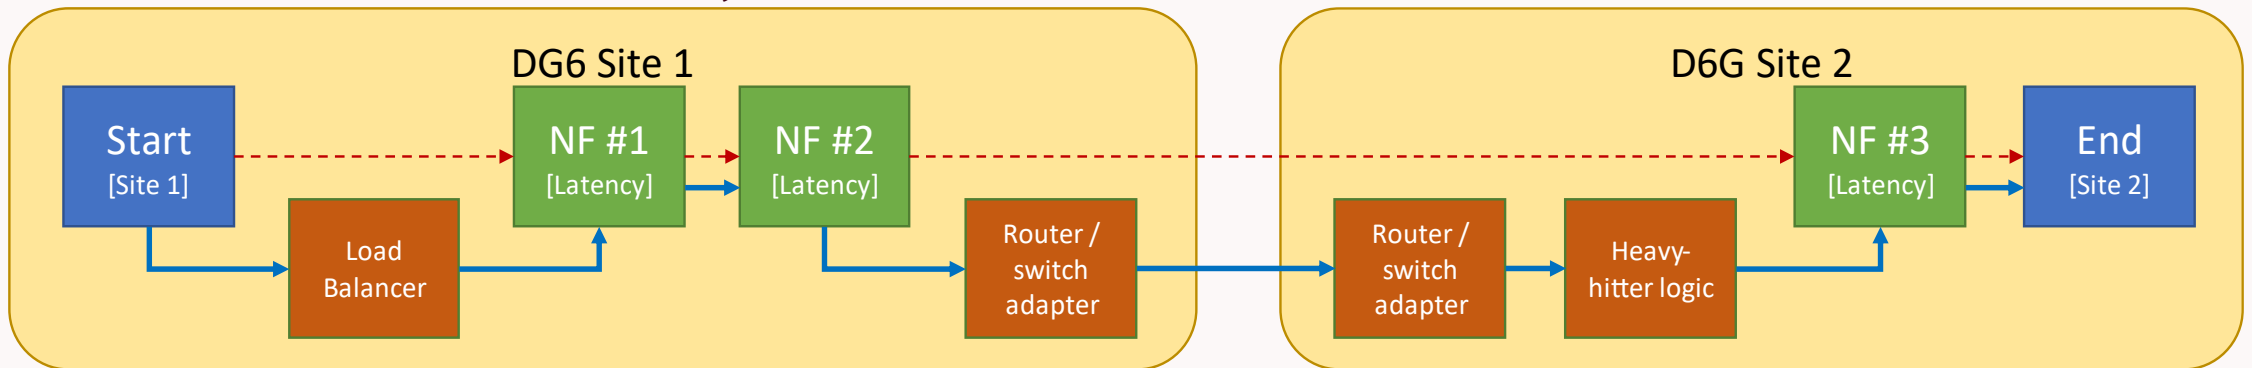 DG6 Site 1
Start
[Site 1]
Load
Balancer
NF #1
[Latency]
NF #2
[Latency]
Router /
switch
adapter
D6G Site 2
Router /
switch
adapter
Heavy-
hitter logic
NF #3
[Latency]
End
[Site 2]